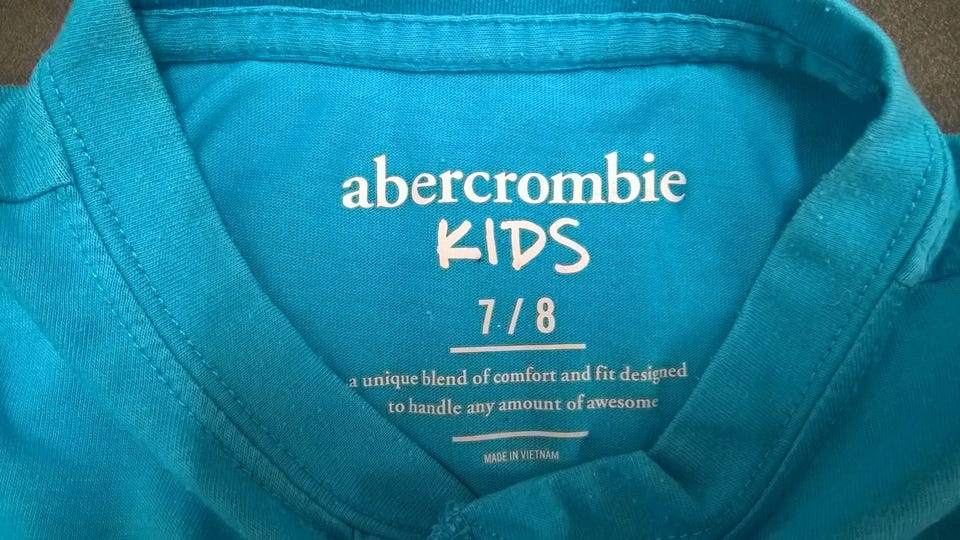 abercrombie
KIDS
7 / 8
a unique blend of comfort and fit designed
to handle any amount of awesome
MADE IN VIETNAM